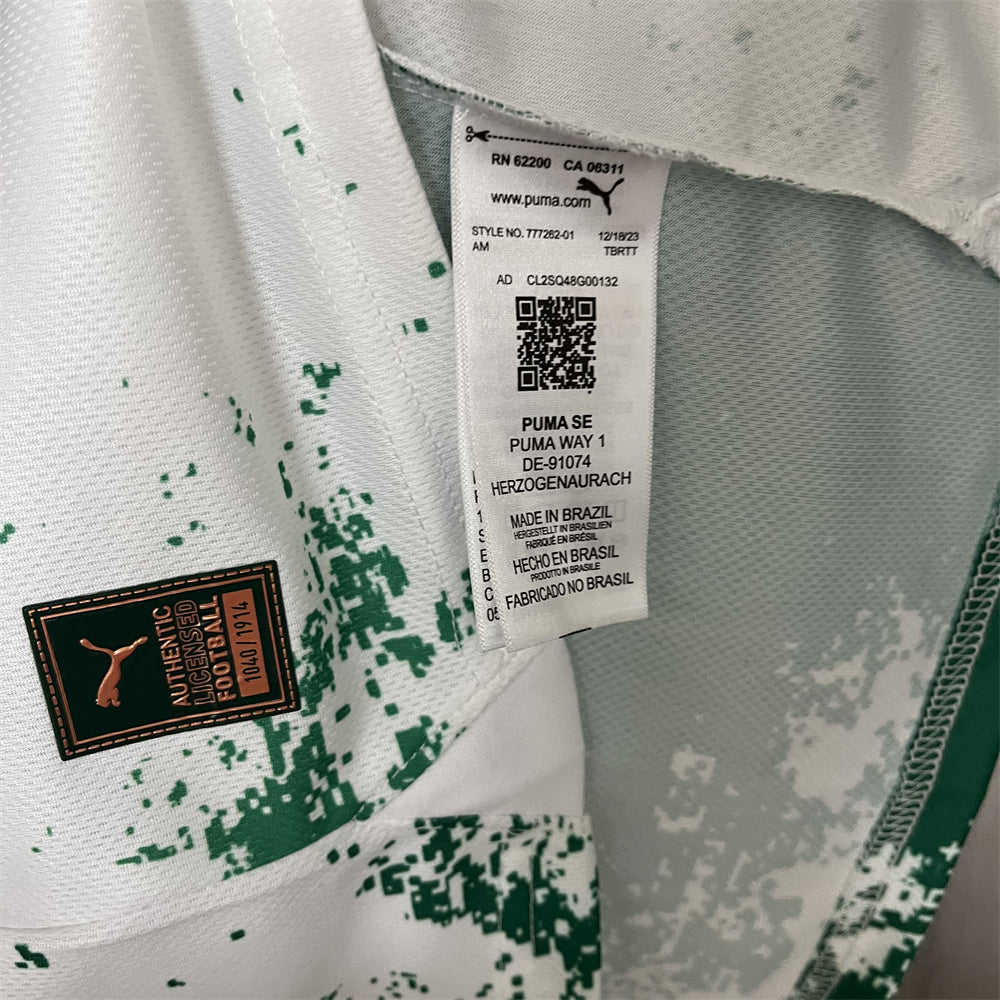 RN 62200 CA 06311
www.puma.com
STYLE NO. 777262-01 12/18/23
AM TBRTT
AD CL2SQ48G00132
PUMA SE
PUMA WAY 1
DE-91074
HERZOGENAURACH
MADE IN BRAZIL
HERGESTELLT IN BRASILIEN
FABRIQUÉ EN BRÉSIL
HECHO EN BRASIL
PRODOTTO IN BRASILE
FABRICADO NO BRASIL
AUTHENTIC
LICENSED
FOOTBALL
1040/1914